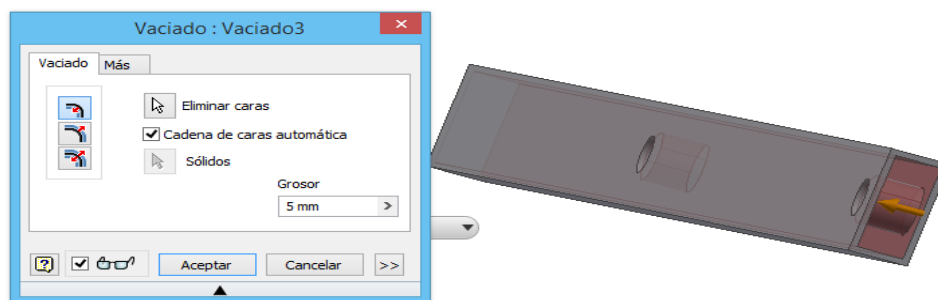 Vaciado : Vaciado3
Vaciado Más
Eliminar caras
Cadena de caras automática
Sólidos
Grosor
5 mm >
? Aceptar Cancelar >>